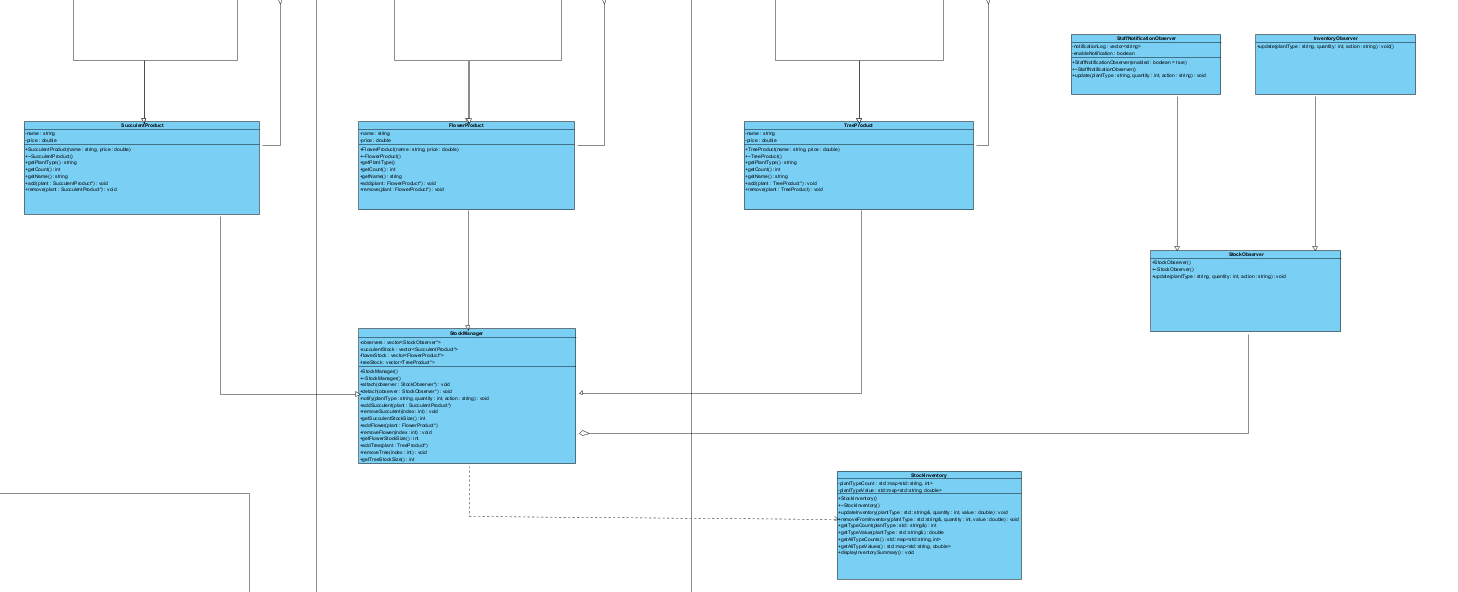 StaffNotificationObserver
-notificationLog : vector<string>
-enableNotification : boolean
+StaffNotificationObserver(enabled : boolean = true)
+~StaffNotificationObserver()
+update(plantType : string, quantity : int, action : string) : void
InventoryObserver
+update(plantType : string, quantity : int, action : string) : void()
SucculentProduct
-name : string
-price : double
+SucculentProduct(name : string, price : double)
+~SucculentProduct()
+getPlantType() : string
+getCount() : int
+getName() : string
+add(plant : SucculentProduct*) : void
+remove(plant : SucculentProduct*) : void
FlowerProduct
-name : string
-price : double
+FlowerProduct(name : string, price : double)
+~FlowerProduct()
+getPlantType()
+getCount() : int
+getName() : string
+add(plant : FlowerProduct*) : void
+remove(plant : FlowerProduct*) : void
TreeProduct
-name : string
-price : double
+TreeProduct(name : string, price : double)
+~TreeProduct()
+getPlantType() : string
+getCount() : int
+getName() : string
+add(plant : TreeProduct*) : void
+remove(plant : TreeProduct) : void
StockObserver
+StockObserver()
+~StockObserver()
+update(plantType : string, quantity : int, action : string) : void
StockManager
-observers : vector<StockObserver*>
-succulentStock : vector<SucculentProduct*>
-flowerStock : vector<FlowerProduct*>
-treeStock : vector<TreeProduct*>
+StockManager()
+~StockManager()
+attach(observer : StockObserver*) : void
+detach(observer : StockObserver*) : void
+notify(plantType : string, quantity : int, action : string) : void
+addSucculent(plant : SucculentProduct*)
+removeSucculent(index : int) : void
+getSucculentStockSize() : int
+addFlower(plant : FlowerProduct*)
+removeFlower(index : int) : void
+getFlowerStockSize() : int
+addTree(plant : TreeProduct*)
+removeTree(index : int) : void
+getTreeStockSize() : int
StockInventory
-plantTypeCount : std::map<std::string, int>
-plantTypeValue : std::map<std::string, double>
+StockInventory()
+~StockInventory()
+updateInventory(plantType : std::string&, quantity : int, value : double) : void
+removeFromInventory(plantType : std::string&, quantity : int, value : double) : void
+getTypeCount(plantType : std::string&) : int
+getTypeValue(plantType : std::string&) : double
+getAllTypeCounts() : std::map<std::string, int>
+getAllTypeValues() : std::map<std::string, double>
+displayInventorySummary() : void